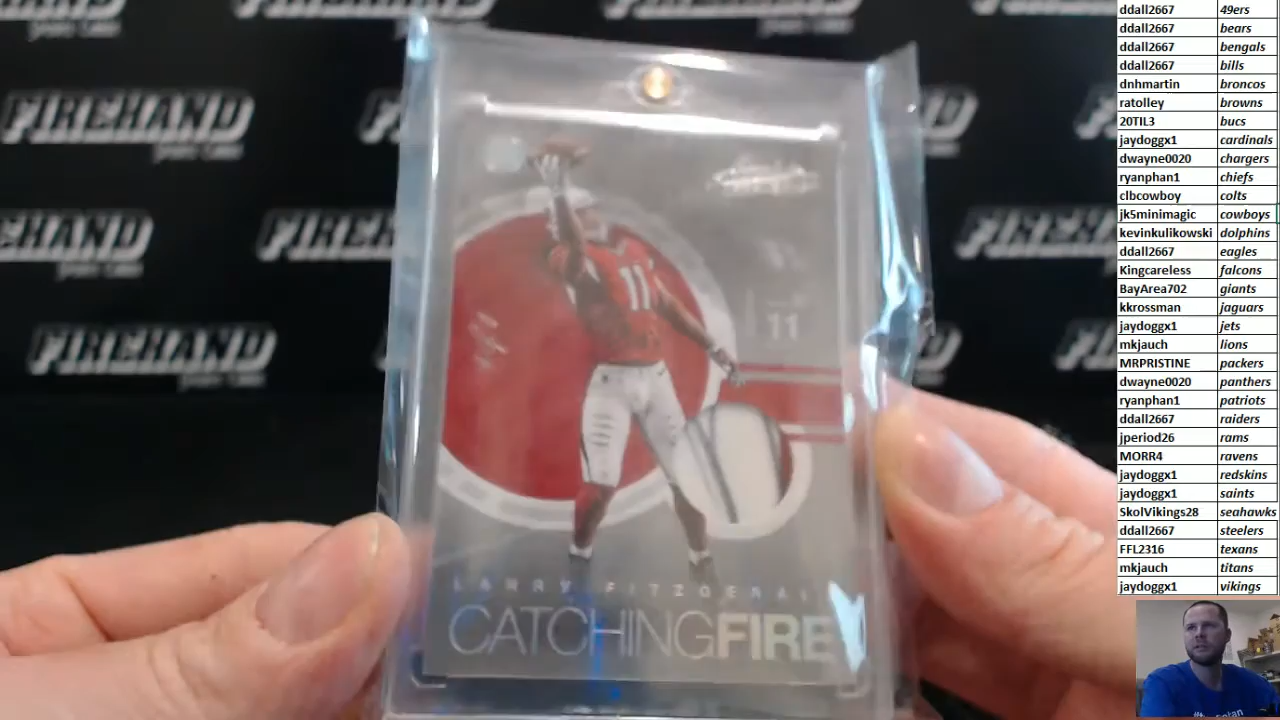 FIREHAND
FIREHAND
FIREHAND
FIREHAND
11
11
LARRY FITZGERALD
CATCHINGFIRE
ddall2667 49ers
ddall2667 bears
ddall2667 bengals
ddall2667 bills
dnhmartin broncos
ratolley browns
20TIL3 bucs
jaydoggx1 cardinals
dwayne0020 chargers
ryanphan1 chiefs
clbcowboy colts
jk5minimagic cowboys
kevinkulikowski dolphins
ddall2667 eagles
Kingcareless falcons
BayArea702 giants
kkrossman jaguars
jaydoggx1 jets
mkjauch lions
MRPRISTINE packers
dwayne0020 panthers
ryanphan1 patriots
ddall2667 raiders
jperiod26 rams
MORR4 ravens
jaydoggx1 redskins
jaydoggx1 saints
SkolVikings28 seahawks
ddall2667 steelers
FFL2316 texans
mkjauch titans
jaydoggx1 vikings